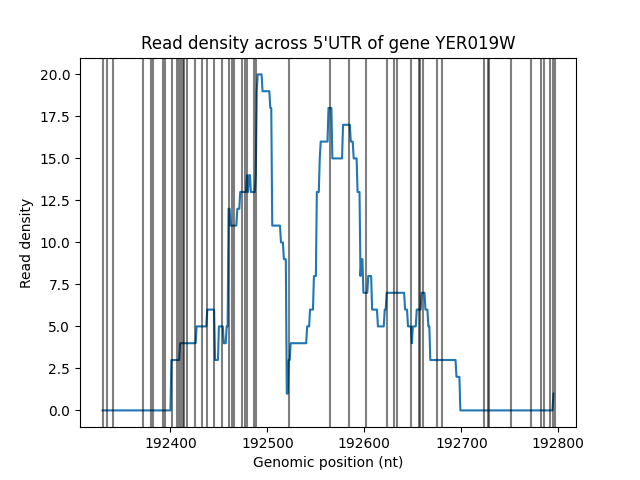 Read density across 5'UTR of gene YER019W
20.0
17.5
15.0
12.5
10.0
7.5
5.0
2.5
0.0
Read density
192400 192500 192600 192700 192800
Genomic position (nt)